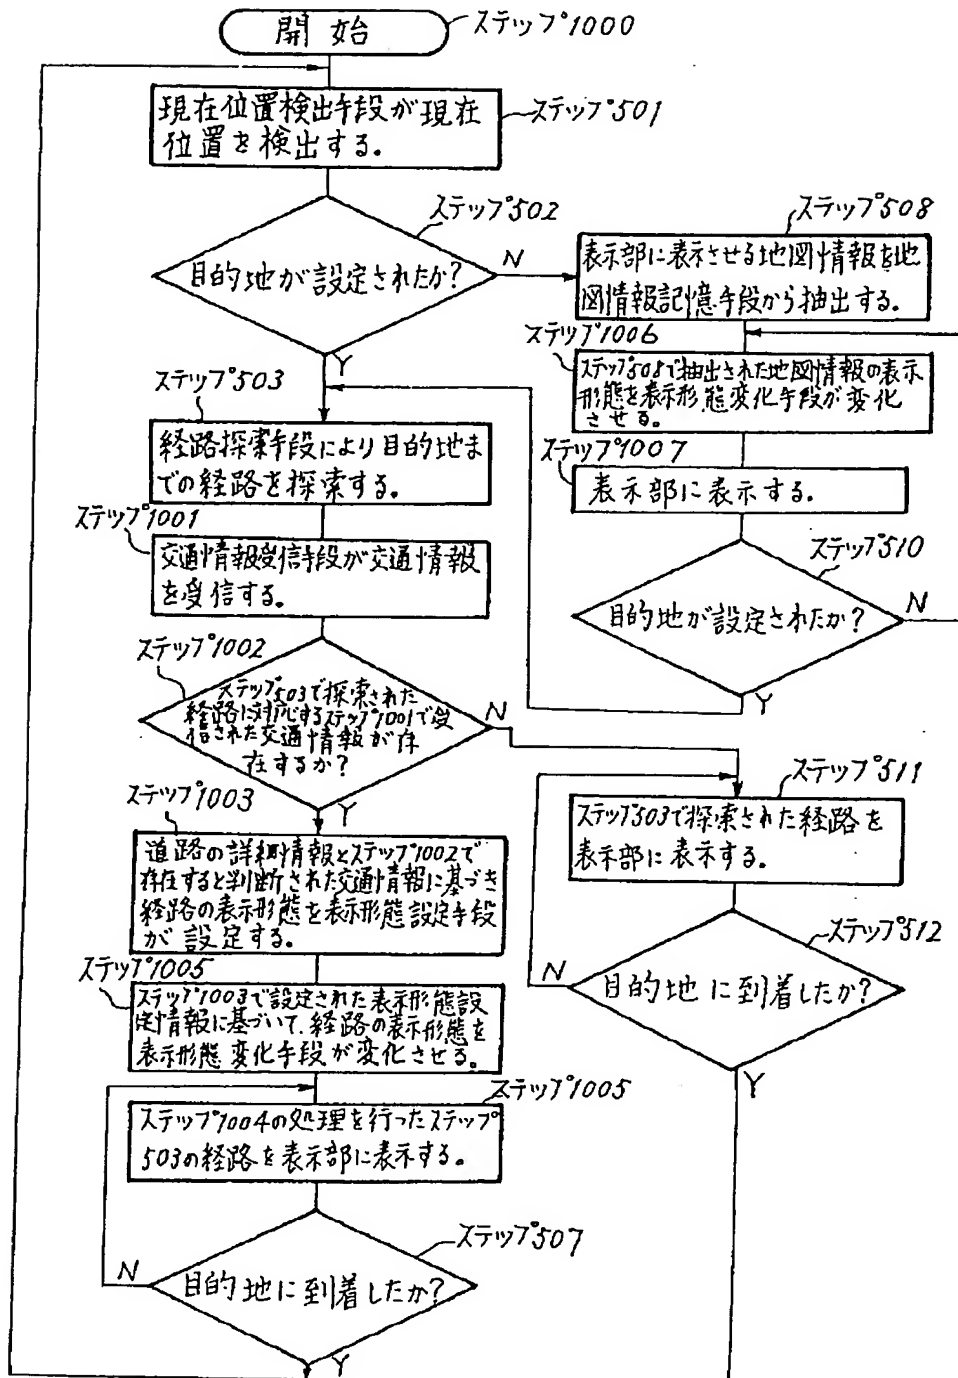 開始
ステップ1000
現在位置検出手段が現在
位置を検出する。
ステップ501
ステップ502
目的地が設定されたか?
N
Y
ステップ508
表示部に表示させる地図情報を地
図情報記憶手段から抽出する。
ステップ1006
ステップ508で抽出された地図情報の表示
形態を表示形態変化手段が変化
させる。
ステップ1007
表示部に表示する。
ステップ510
目的地が設定されたか?
N
Y
ステップ503
経路探索手段により目的地ま
での経路を探索する。
ステップ1001
交通情報受信手段が交通情報
を受信する。
ステップ1002
ステップ503で探索された
経路に対応するステップ1001で受
信された交通情報が存
在するか?
N
Y
ステップ511
ステップ503で探索された経路を
表示部に表示する。
ステップ512
目的地に到着したか?
N
Y
ステップ1003
道路の詳細情報とステップ1002で
存在すると判断された交通情報に基づき
経路の表示形態を表示形態設定手段
が設定する。
ステップ1005
ステップ1003で設定された表示形態設
定情報に基づいて、経路の表示形態を
表示形態変化手段が変化させる。
ステップ1005
ステップ1004の処理を行ったステップ
503の経路を表示部に表示する。
ステップ507
目的地に到着したか?
N
Y